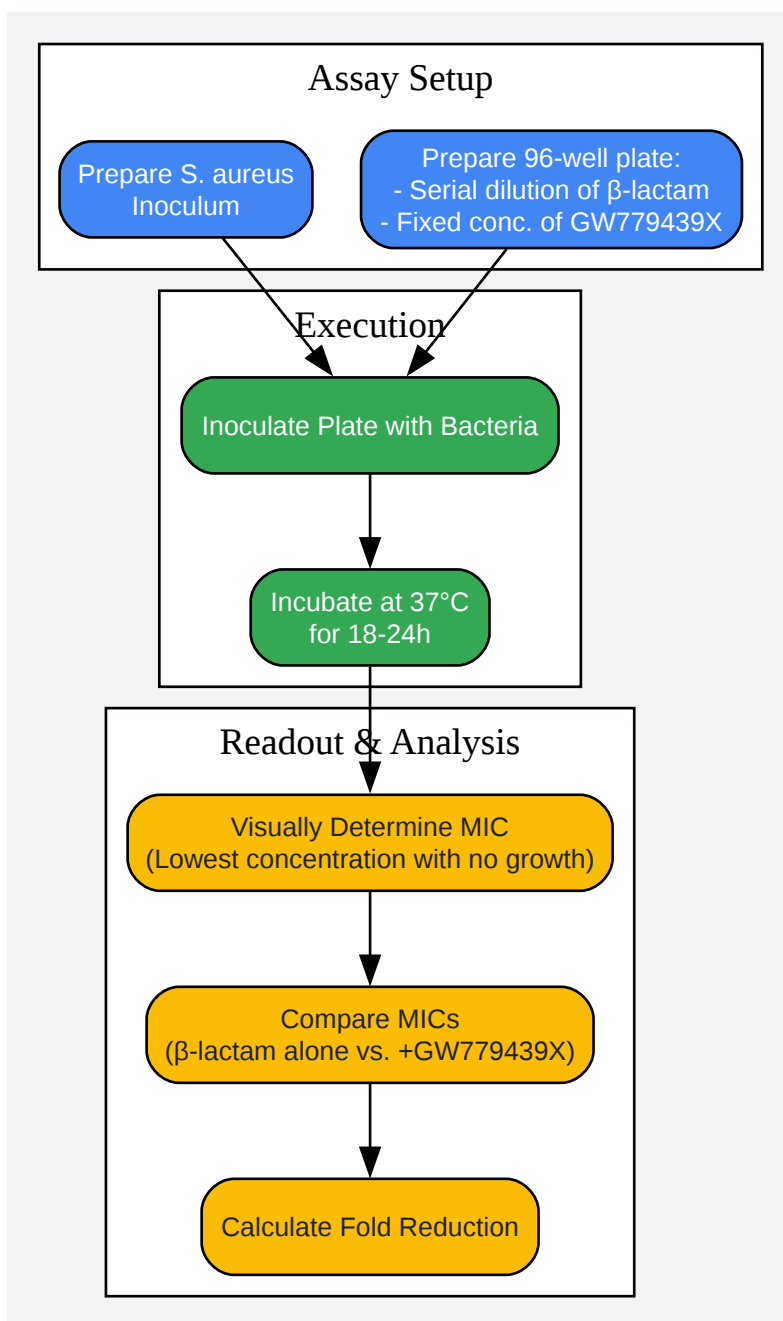 Assay Setup
Prepare S. aureus
Inoculum
Prepare 96-well plate:
- Serial dilution of β-lactam
- Fixed conc. of GW779439X
Execution
Inoculate Plate with Bacteria
Incubate at 37°C
for 18-24h
Readout & Analysis
Visually Determine MIC
(Lowest concentration with no growth)
Compare MICs
(β-lactam alone vs. +GW779439X)
Calculate Fold Reduction